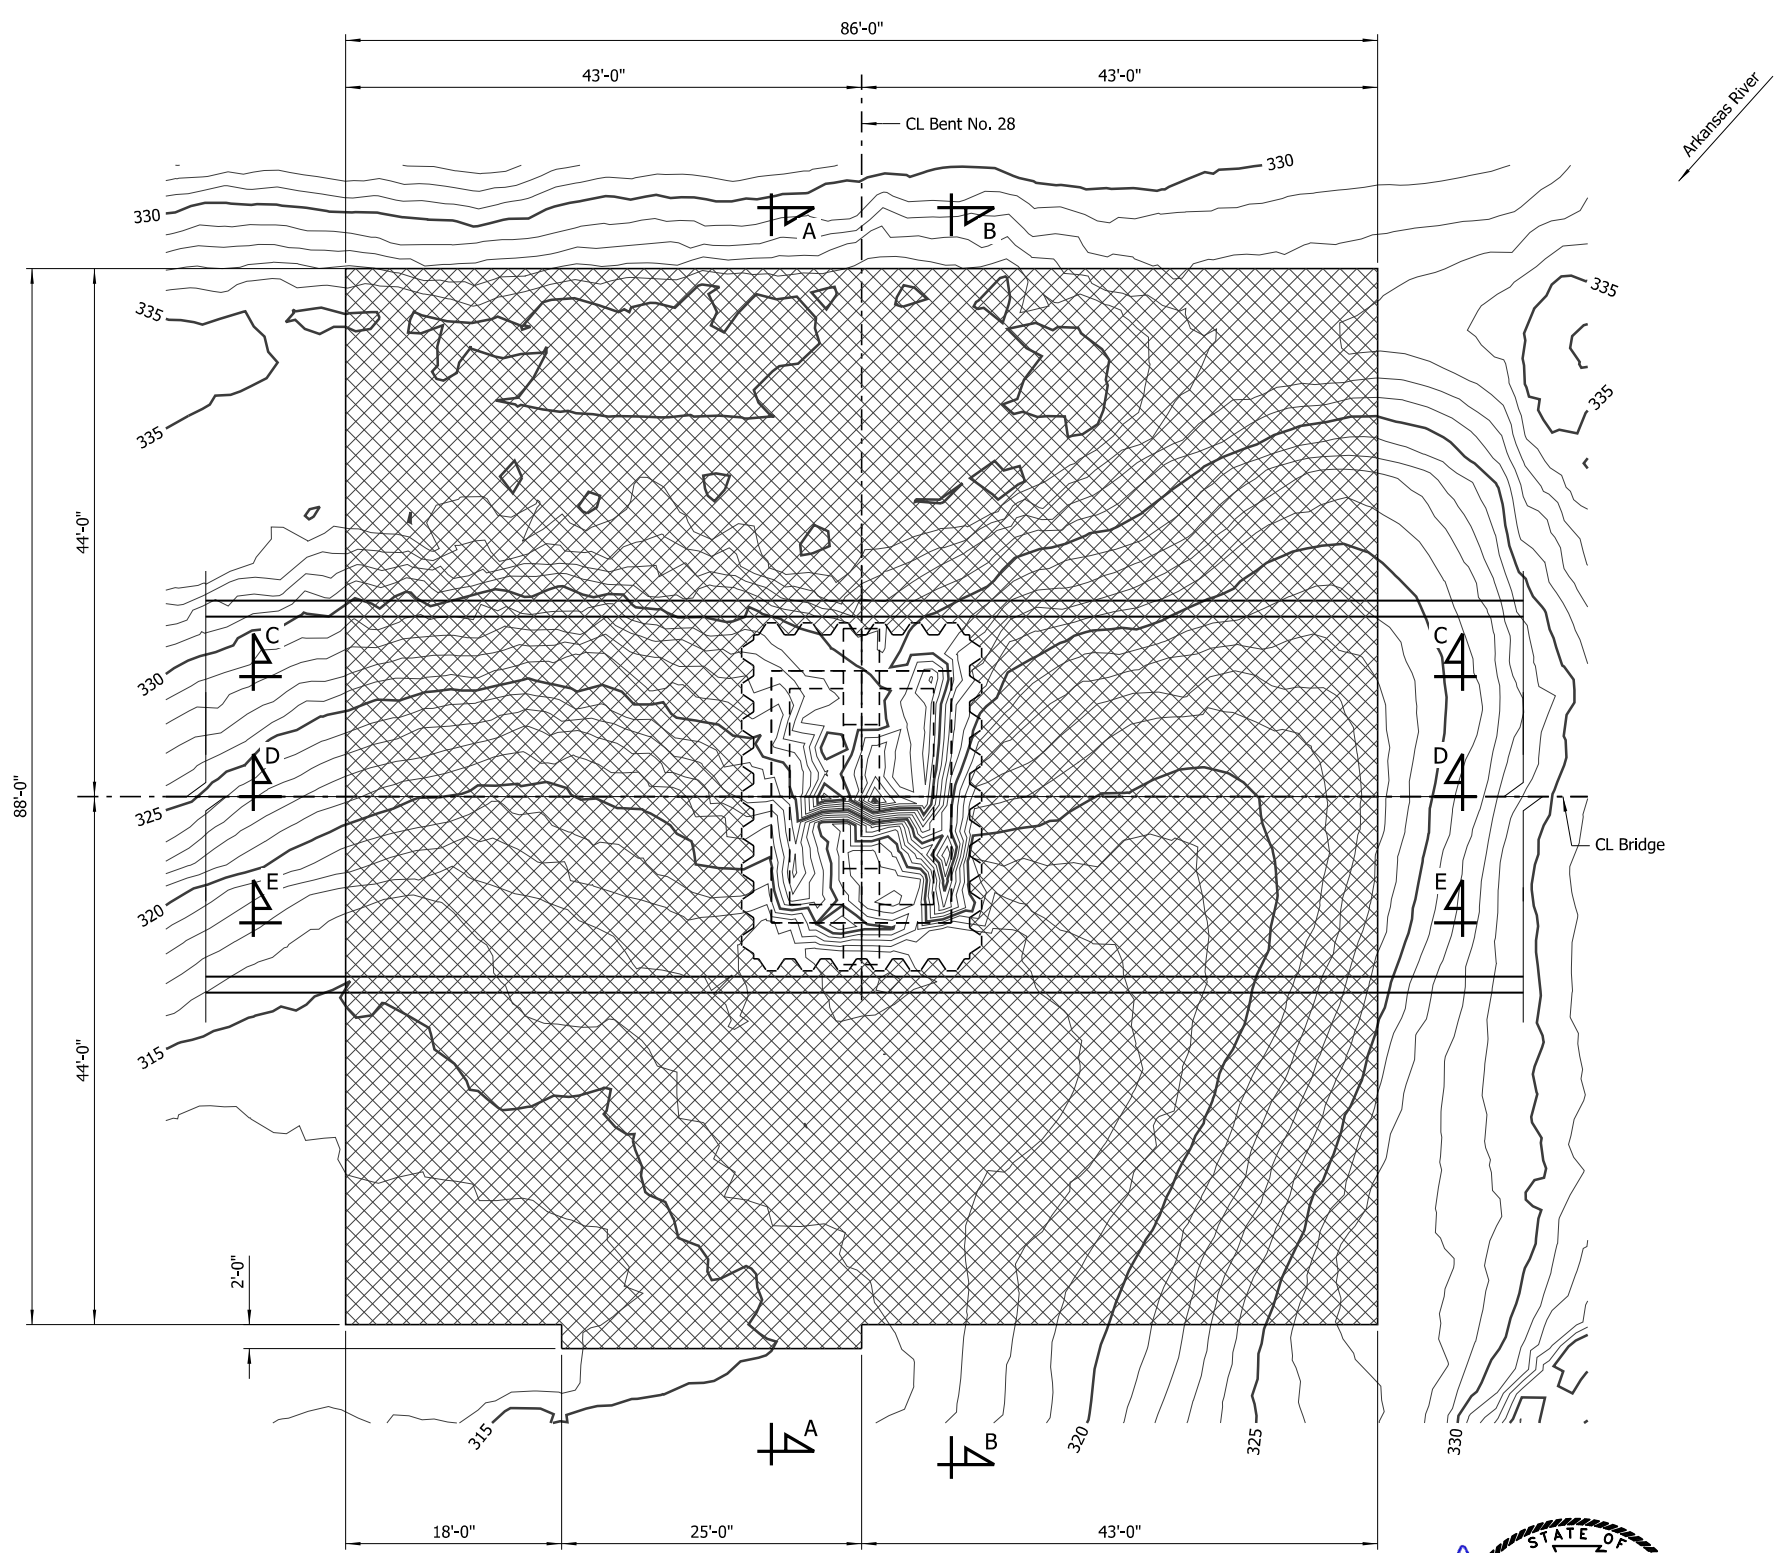 86'-0"
43'-0"
43'-0"
CL Bent No. 28
Arkansas River
330
330
A
B
335
335
335
335
44'-0"
88'-0"
C
C
330
D
D
325
CL Bridge
E
E
320
315
44'-0"
2'-0"
315
A
B
320
325
330
18'-0"
25'-0"
43'-0"
STATE OF